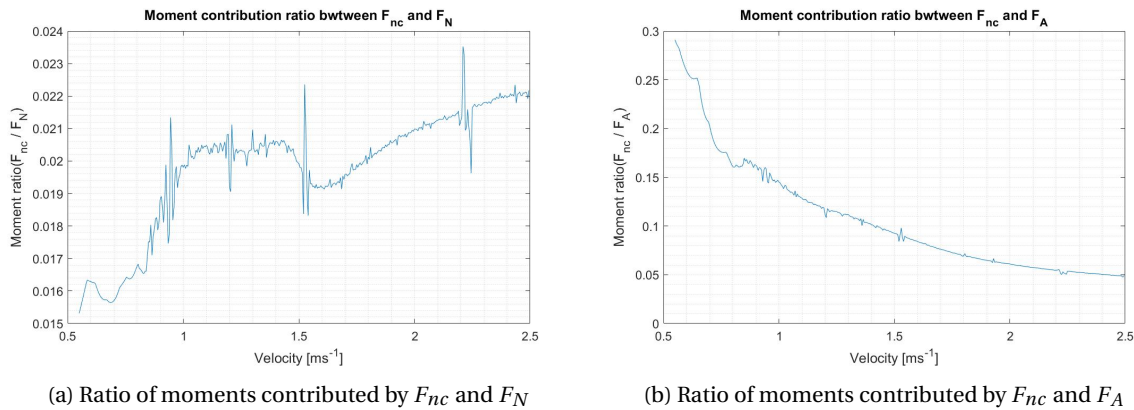 Moment contribution ratio bwtween F_nc and F_N
0.024
0.023
0.022
0.021
0.02
0.019
0.018
0.017
0.016
0.015
Moment ratio(F_nc / F_N)
0.5 1 1.5 2 2.5
Velocity [ms^-1]
(a) Ratio of moments contributed by F_nc and F_N
Moment contribution ratio bwtween F_nc and F_A
0.3
0.25
0.2
0.15
0.1
0.05
0
Moment ratio(F_nc / F_A)
0.5 1 1.5 2 2.5
Velocity [ms^-1]
(b) Ratio of moments contributed by F_nc and F_A